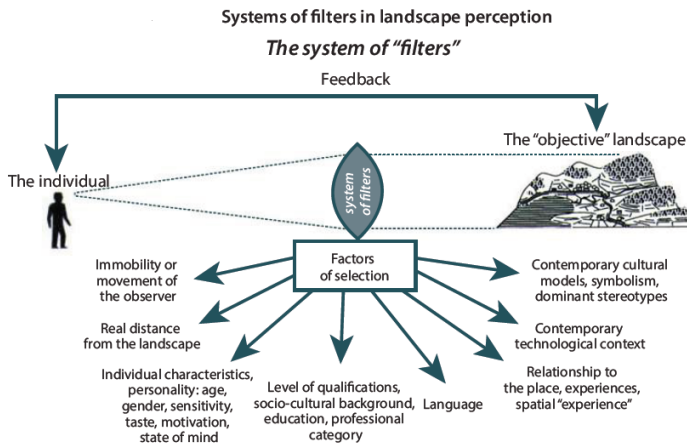 Systems of filters in landscape perception
The system of “filters”
Feedback
The “objective” landscape
The individual
system
of filters
Factors
of selection
Immobility or
movement of
the observer
Real distance
from the landscape
Individual characteristics,
personality: age,
gender, sensitivity,
taste, motivation,
state of mind
Level of qualifications,
socio-cultural background,
education, professional
category
Language
Contemporary cultural
models, symbolism,
dominant stereotypes
Contemporary
technological context
Relationship to
the place, experiences,
spatial “experience”